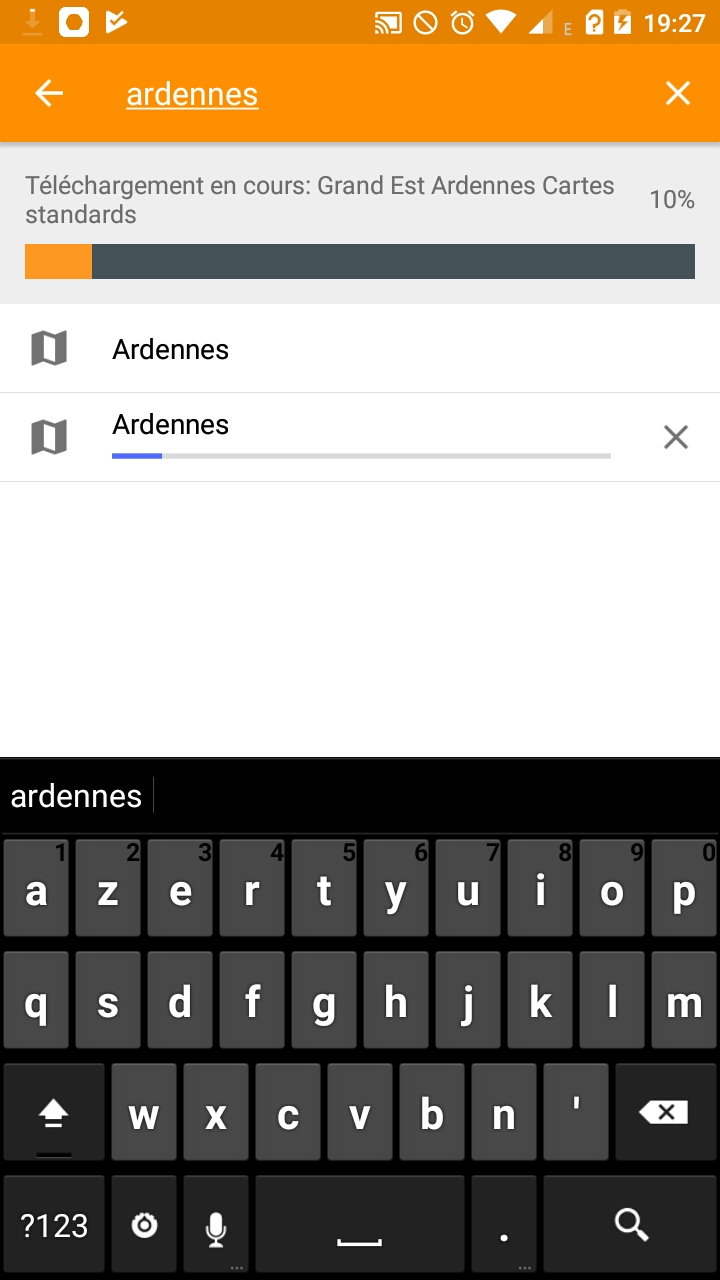 E 19:27
ardennes
Téléchargement en cours: Grand Est Ardennes Cartes
standards
10%
Ardennes
Ardennes
ardennes
1 2 3 4 5 6 7 8 9 0
a z e r t y u i o p
q s d f g h j k l m
w x c v b n '
?123 . ...